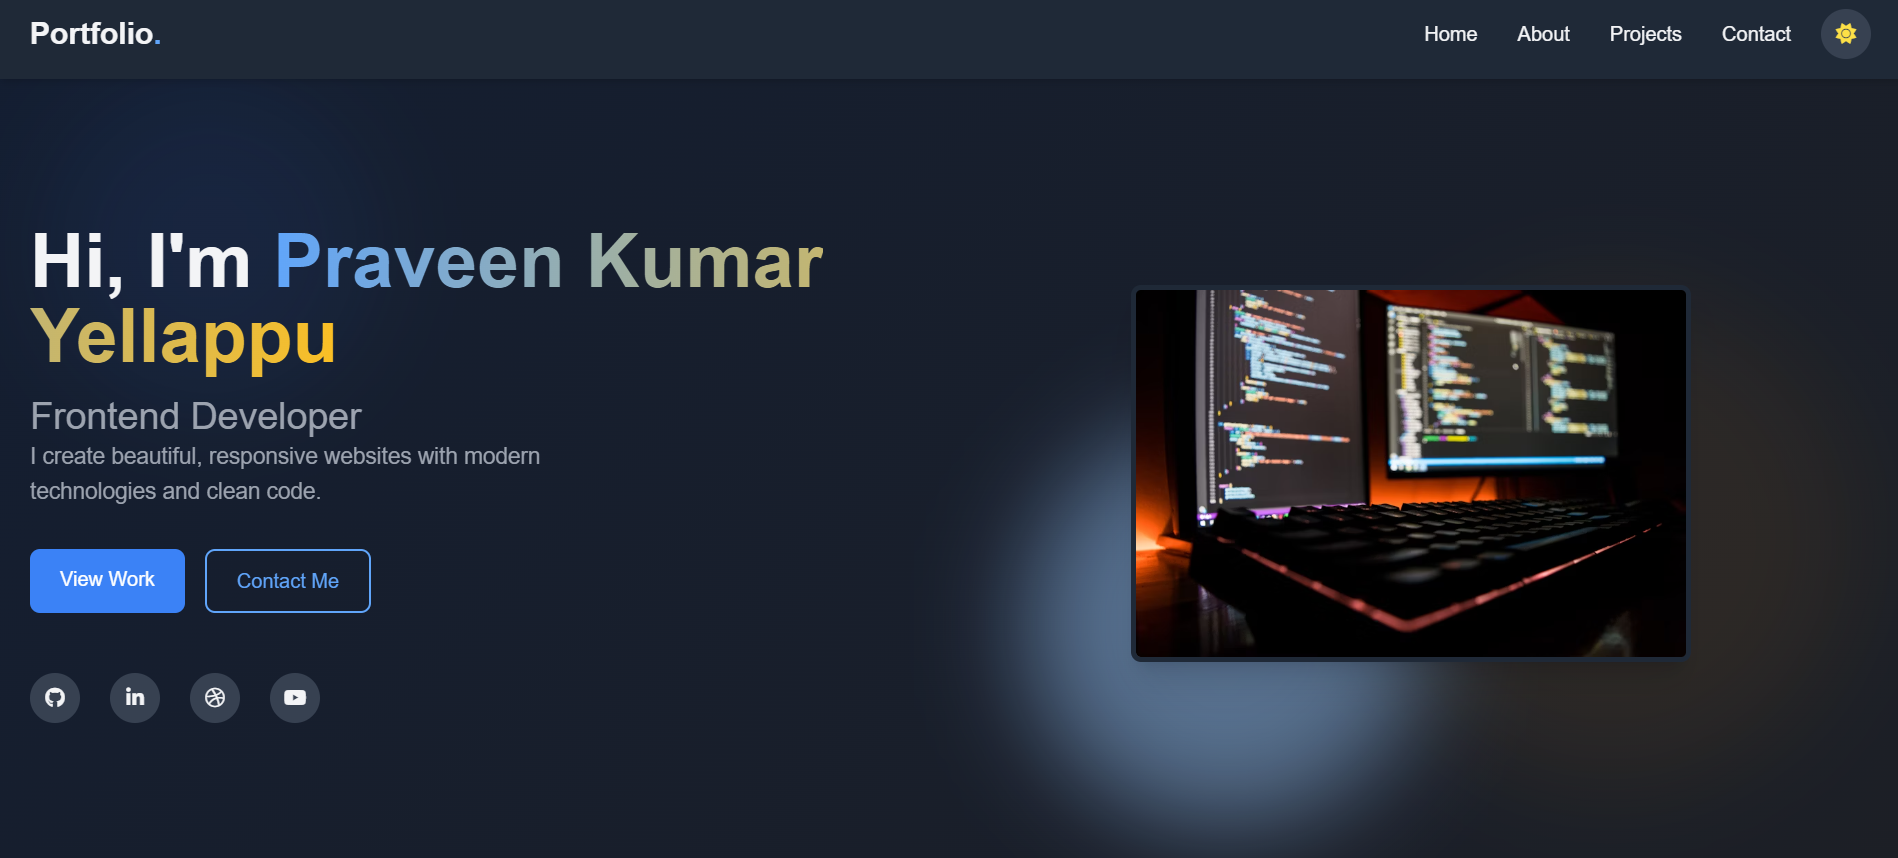 Portfolio.
Home
About
Projects
Contact
Hi, I'm Praveen Kumar
Yellappu
Frontend Developer
I create beautiful, responsive websites with modern
technologies and clean code.
View Work
Contact Me
in